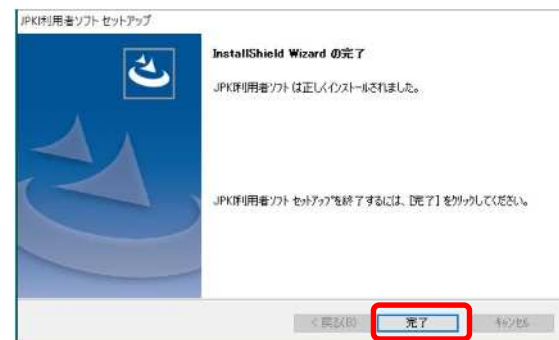 JPKI利用者ソフト セットアップ
InstallShield Wizard の完了
JPKI利用者ソフト は正しくインストールされました。
JPKI利用者ソフト セットアップを終了するには、[完了] をクリックしてください。
< 戻る(B)
完了
キャンセル